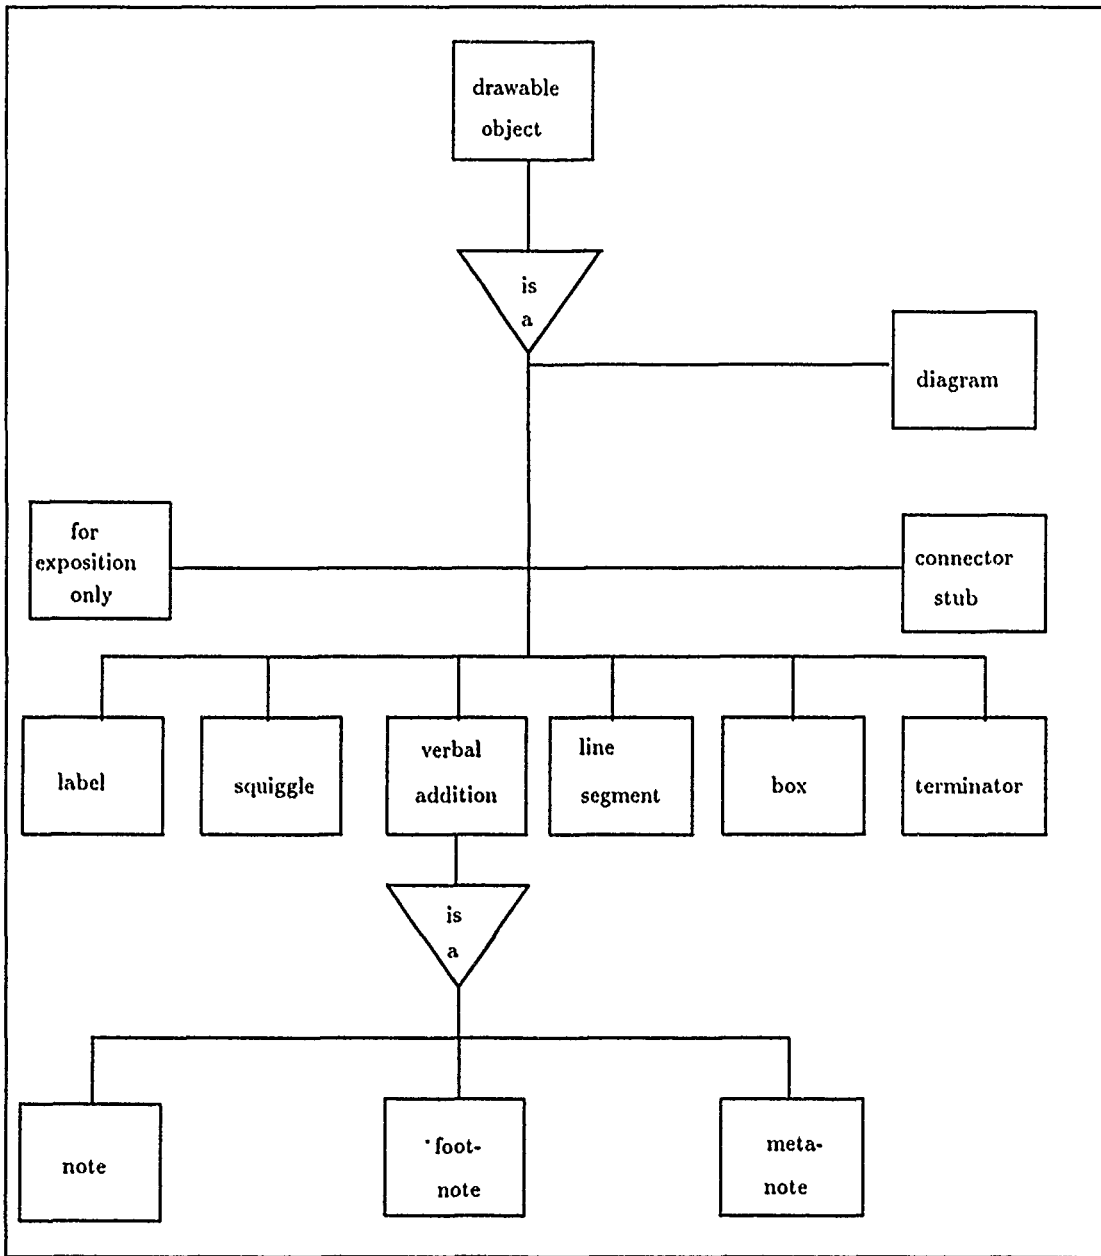 drawable
object
is
a
diagram
for
exposition
only
connector
stub
label
squiggle
verbal
addition
line
segment
box
terminator
is
a
note
foot-
note
meta-
note